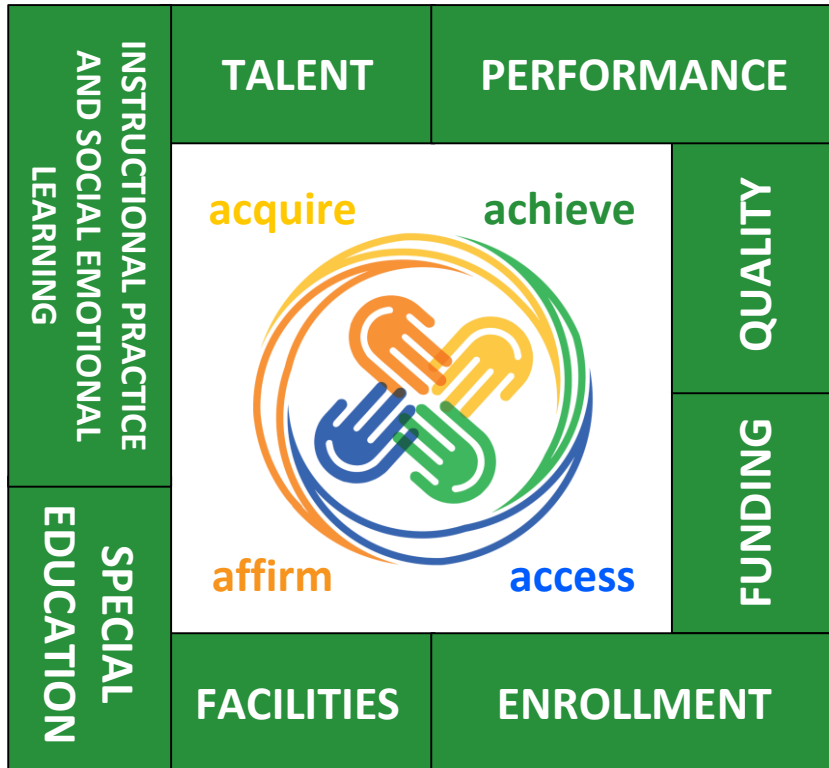 INSTRUCTIONAL PRACTICE
AND SOCIAL EMOTIONAL
LEARNING
TALENT
PERFORMANCE
acquire
achieve
QUALITY
FUNDING
affirm
access
SPECIAL
EDUCATION
FACILITIES
ENROLLMENT